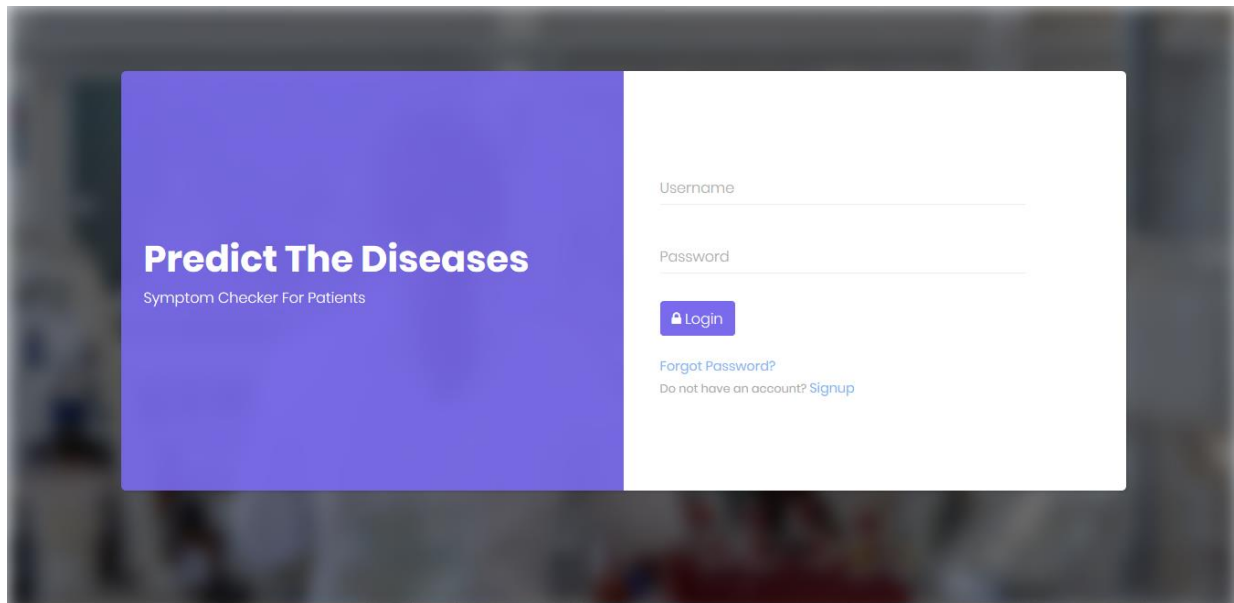 Predict The Diseases
Symptom Checker For Patients
Username
Password
Login
Forgot Password?
Do not have an account? Signup